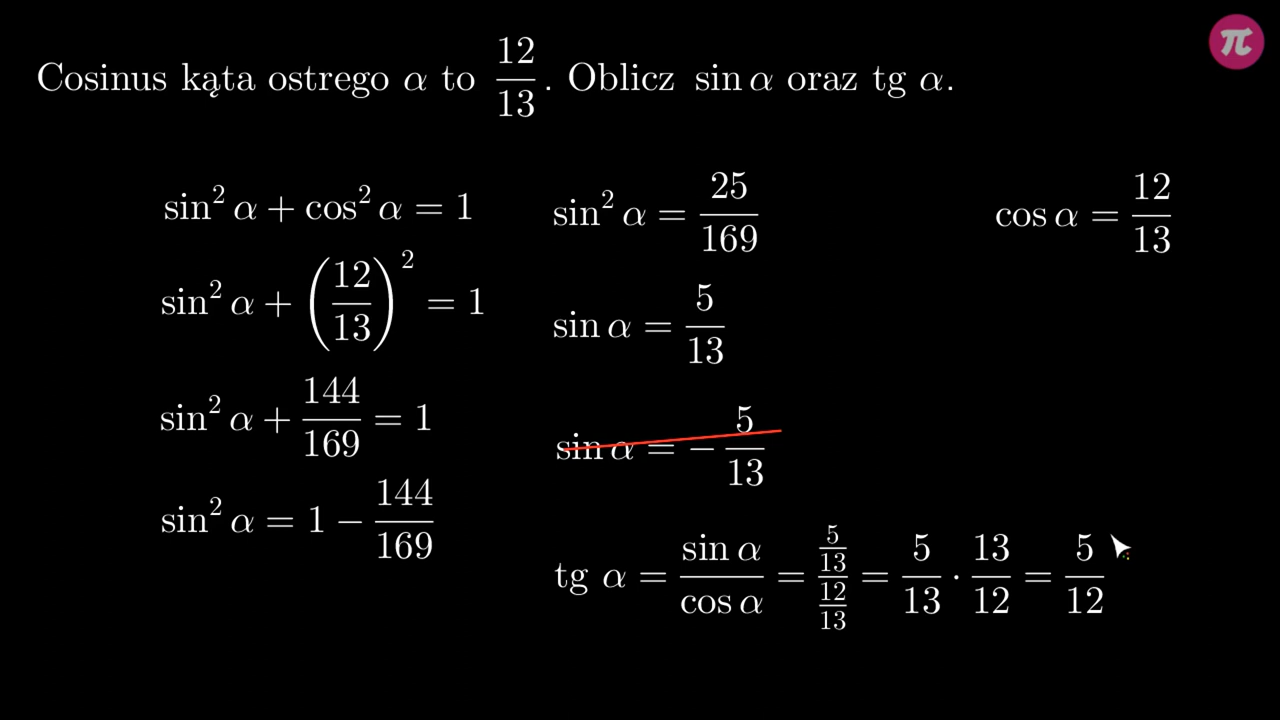 π
Cosinus kąta ostrego α to 12/13. Oblicz sin α oraz tg α.
sin² α + cos² α = 1
sin² α + (12/13)² = 1
sin² α + 144/169 = 1
sin² α = 1 − 144/169
sin² α = 25/169
sin α = 5/13
sin α = − 5/13
tg α = sin α/cos α = (5/13)/(12/13) = 5/13 · 13/12 = 5/12
cos α = 12/13